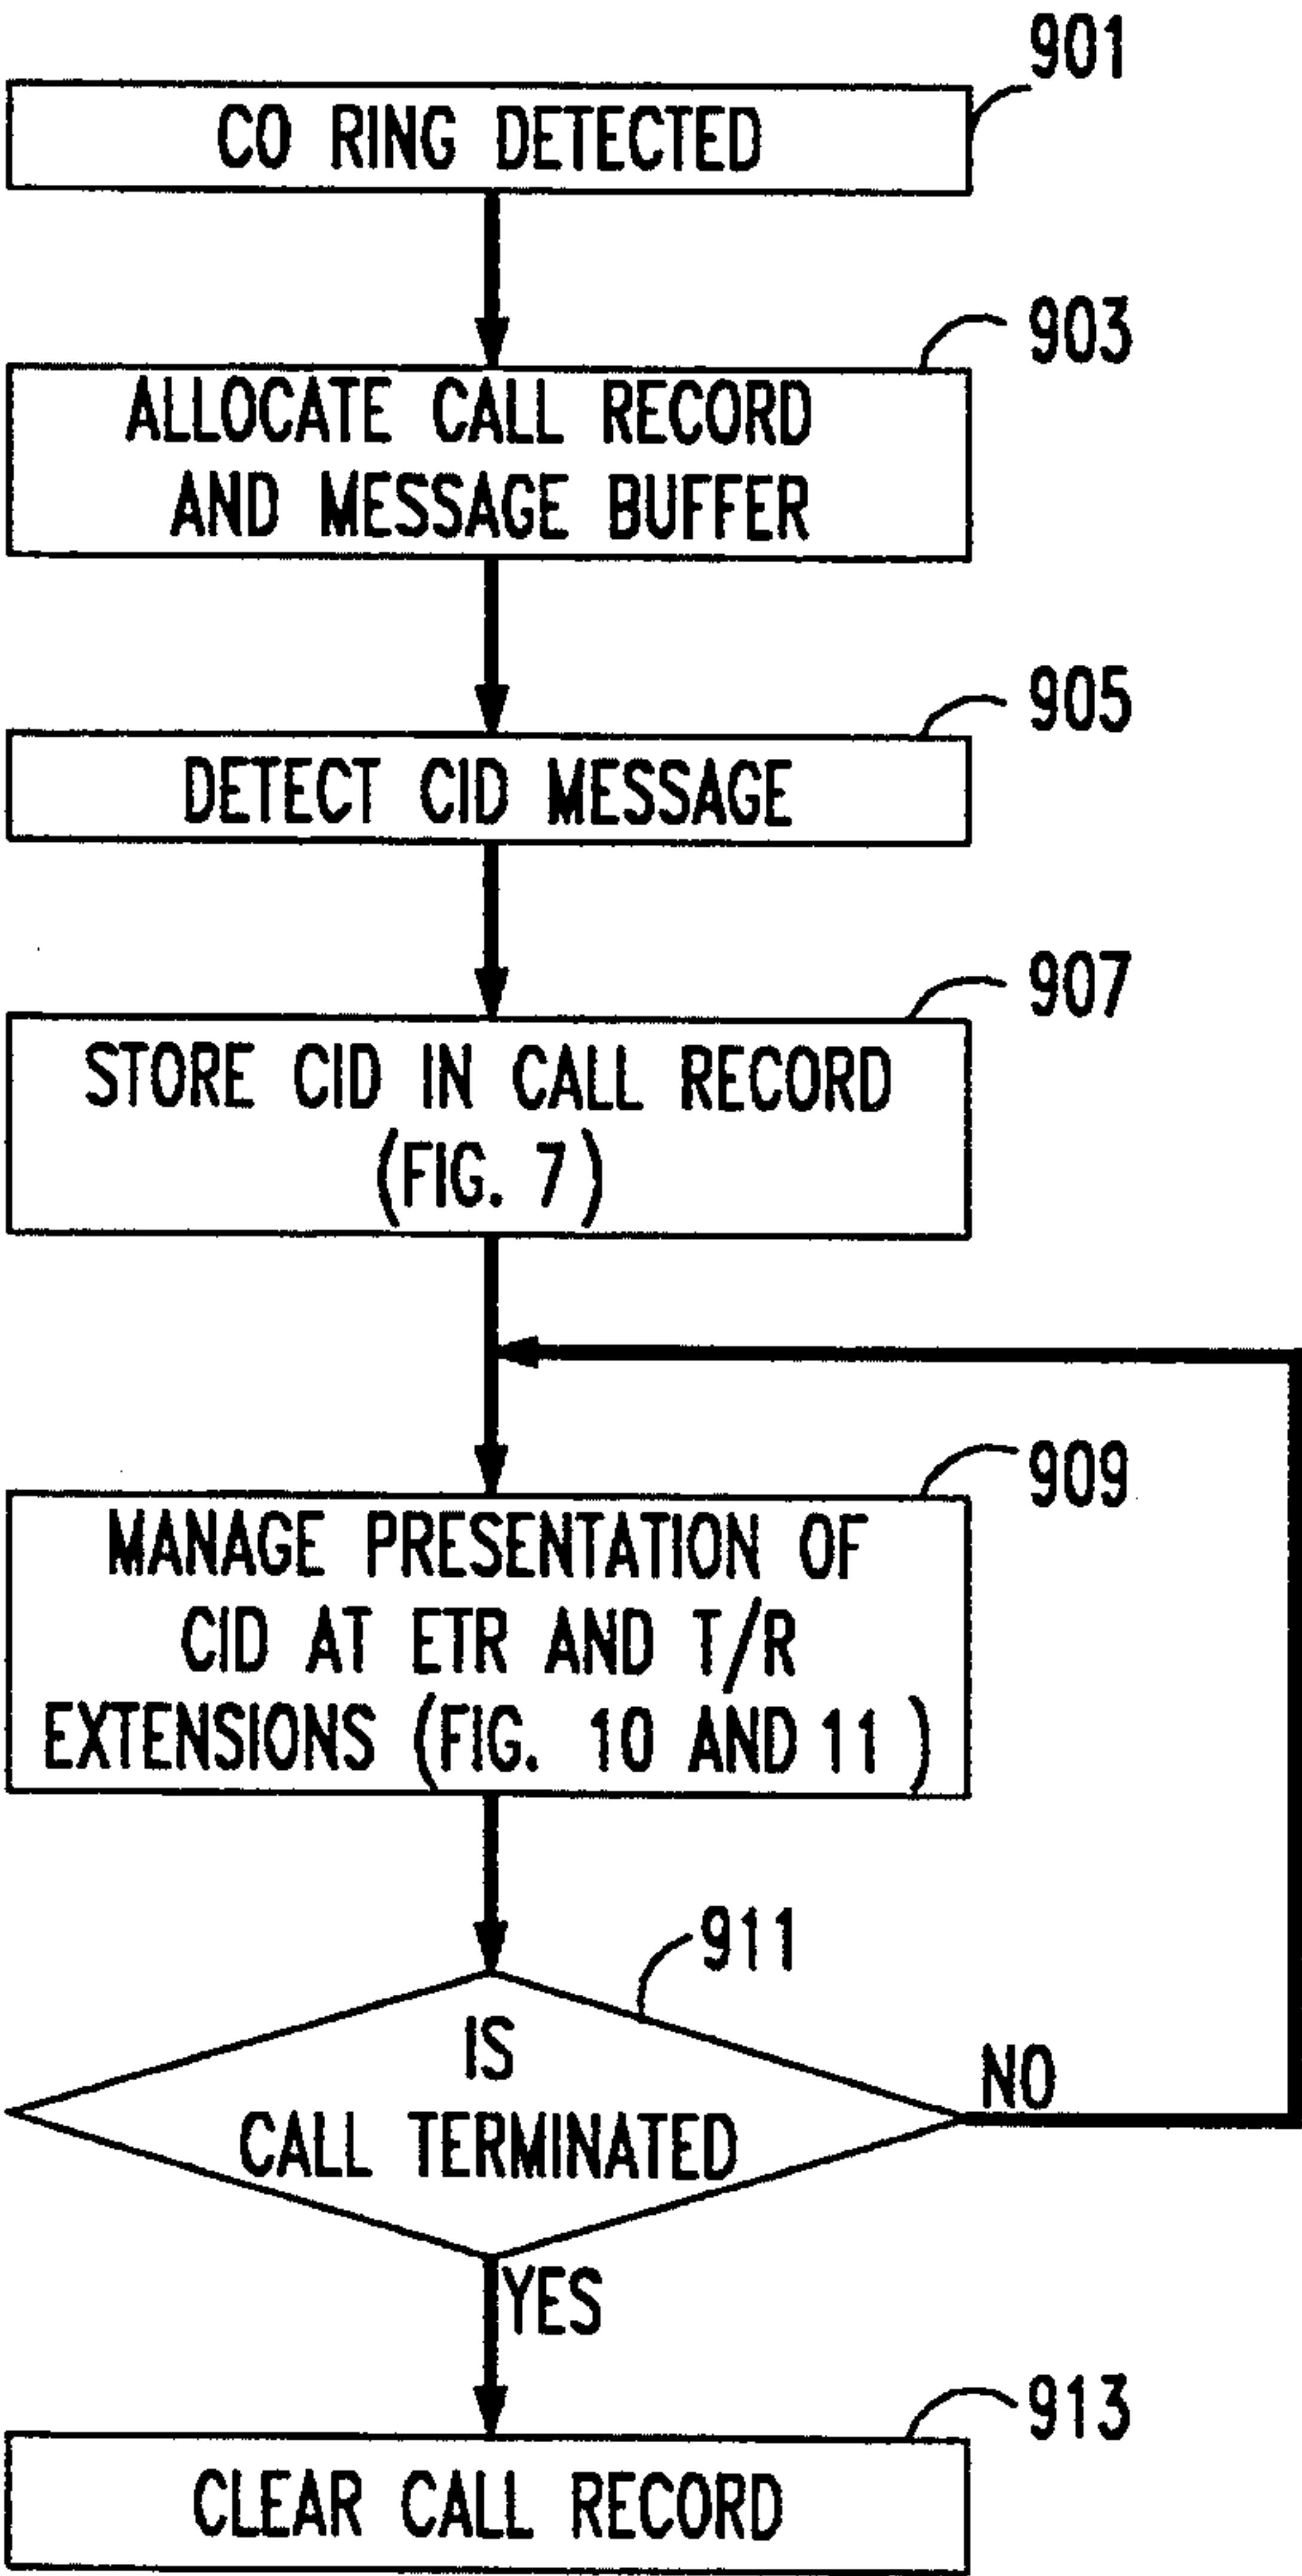 901
CO RING DETECTED
903
ALLOCATE CALL RECORD
AND MESSAGE BUFFER
905
DETECT CID MESSAGE
907
STORE CID IN CALL RECORD
(FIG. 7)
909
MANAGE PRESENTATION OF
CID AT ETR AND T/R
EXTENSIONS (FIG. 10 AND 11 )
911
IS
CALL TERMINATED
NO
YES
913
CLEAR CALL RECORD